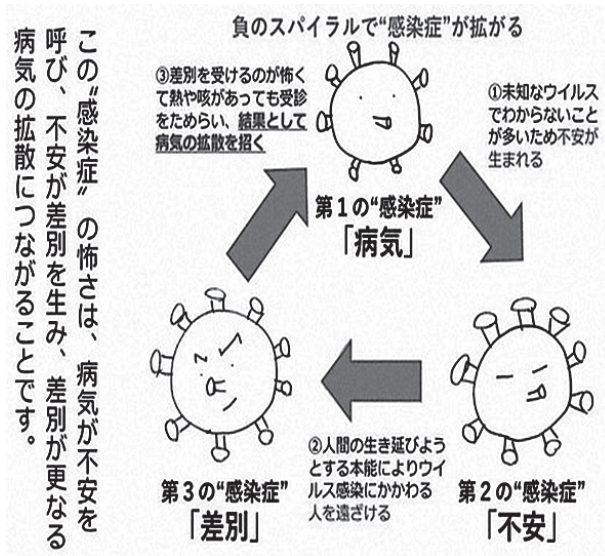 負のスパイラルで“感染症”が拡がる
①未知なウイルス
でわからないこと
が多いため不安が
生まれる
③差別を受けるのが怖く
て熱や咳があっても受診
をためらい、結果として
病気の拡散を招く
第1の“感染症”
「病気」
②人間の生き延びよう
とする本能によりウイ
ルス感染にかかわる
人を遠ざける
第2の“感染症”
「不安」
第3の“感染症”
「差別」
この〝感染症〟の怖さは、病気が不安を
呼び、不安が差別を生み、差別が更なる
病気の拡散につながることです。